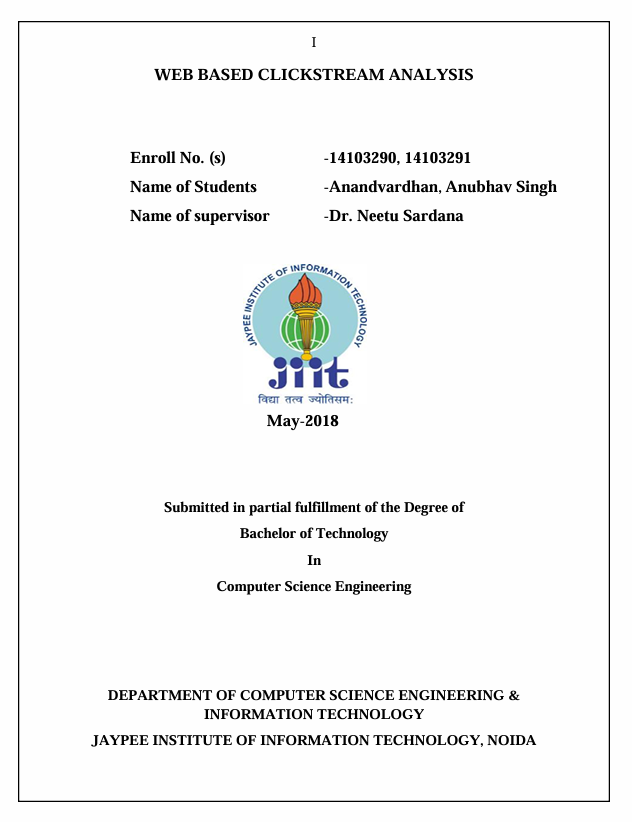 I
WEB BASED CLICKSTREAM ANALYSIS
Enroll No. (s) -14103290, 14103291
Name of Students -Anandvardhan, Anubhav Singh
Name of supervisor -Dr. Neetu Sardana
JAYPEE INSTITUTE OF INFORMATION TECHNOLOGY
jiit
विद्या तत्व ज्योतिसमः
May-2018
Submitted in partial fulfillment of the Degree of
Bachelor of Technology
In
Computer Science Engineering
DEPARTMENT OF COMPUTER SCIENCE ENGINEERING &
INFORMATION TECHNOLOGY
JAYPEE INSTITUTE OF INFORMATION TECHNOLOGY, NOIDA